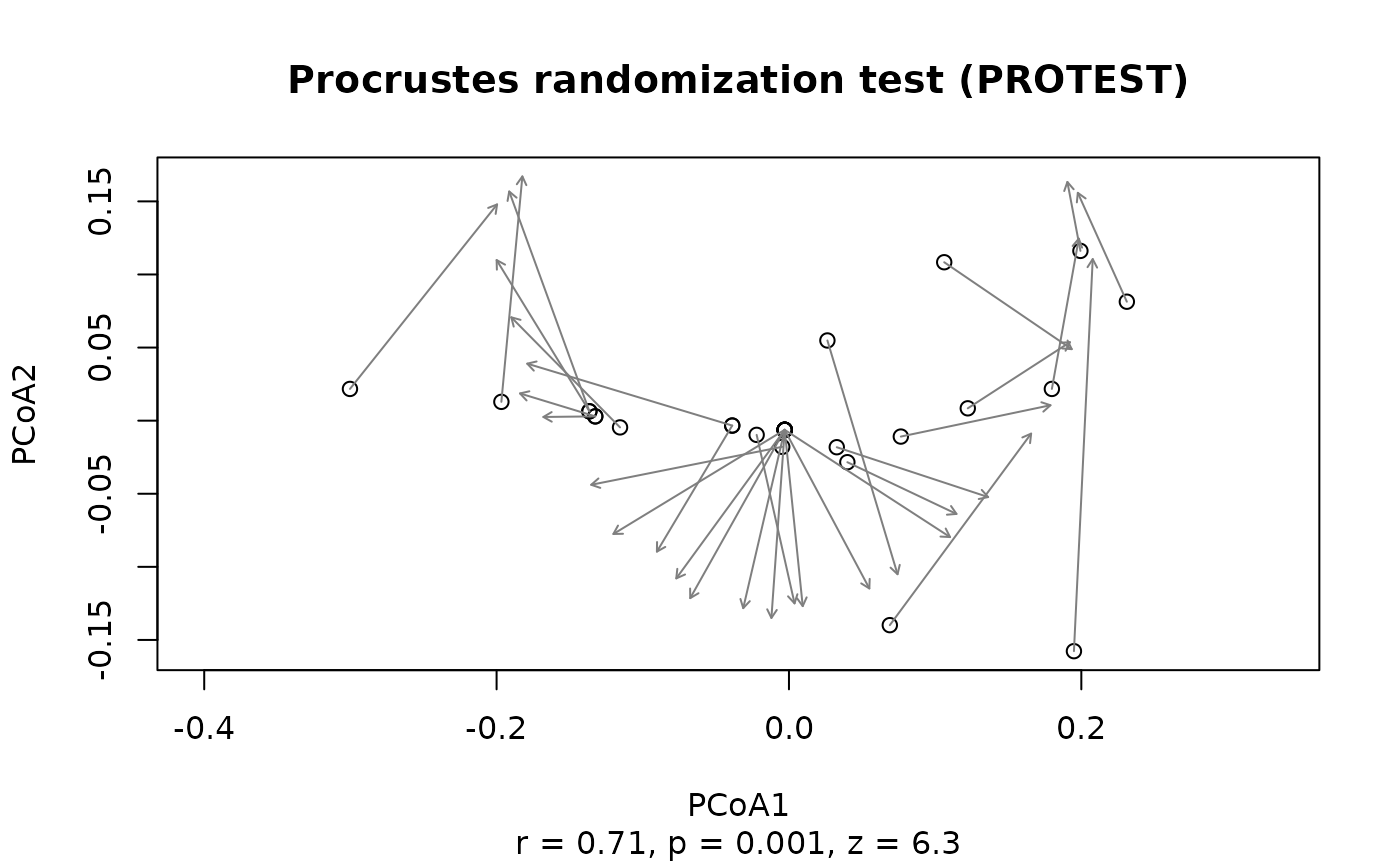 Procrustes randomization test (PROTEST)
PCoA2
0.15
0.05
-0.05
-0.15
-0.4 -0.2 0.0 0.2
PCoA1
r = 0.71, p = 0.001, z = 6.3